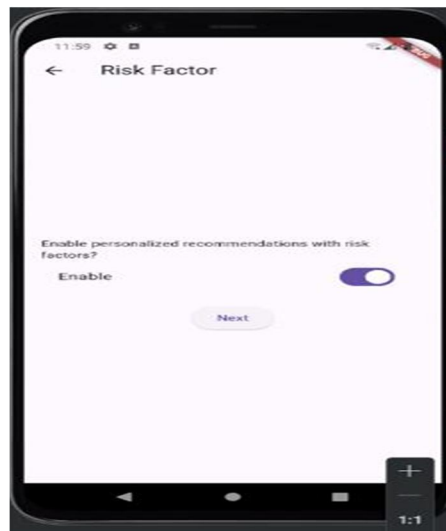 11:59
Risk Factor
Enable personalized recommendations with risk
factors?
Enable
Next
1:1